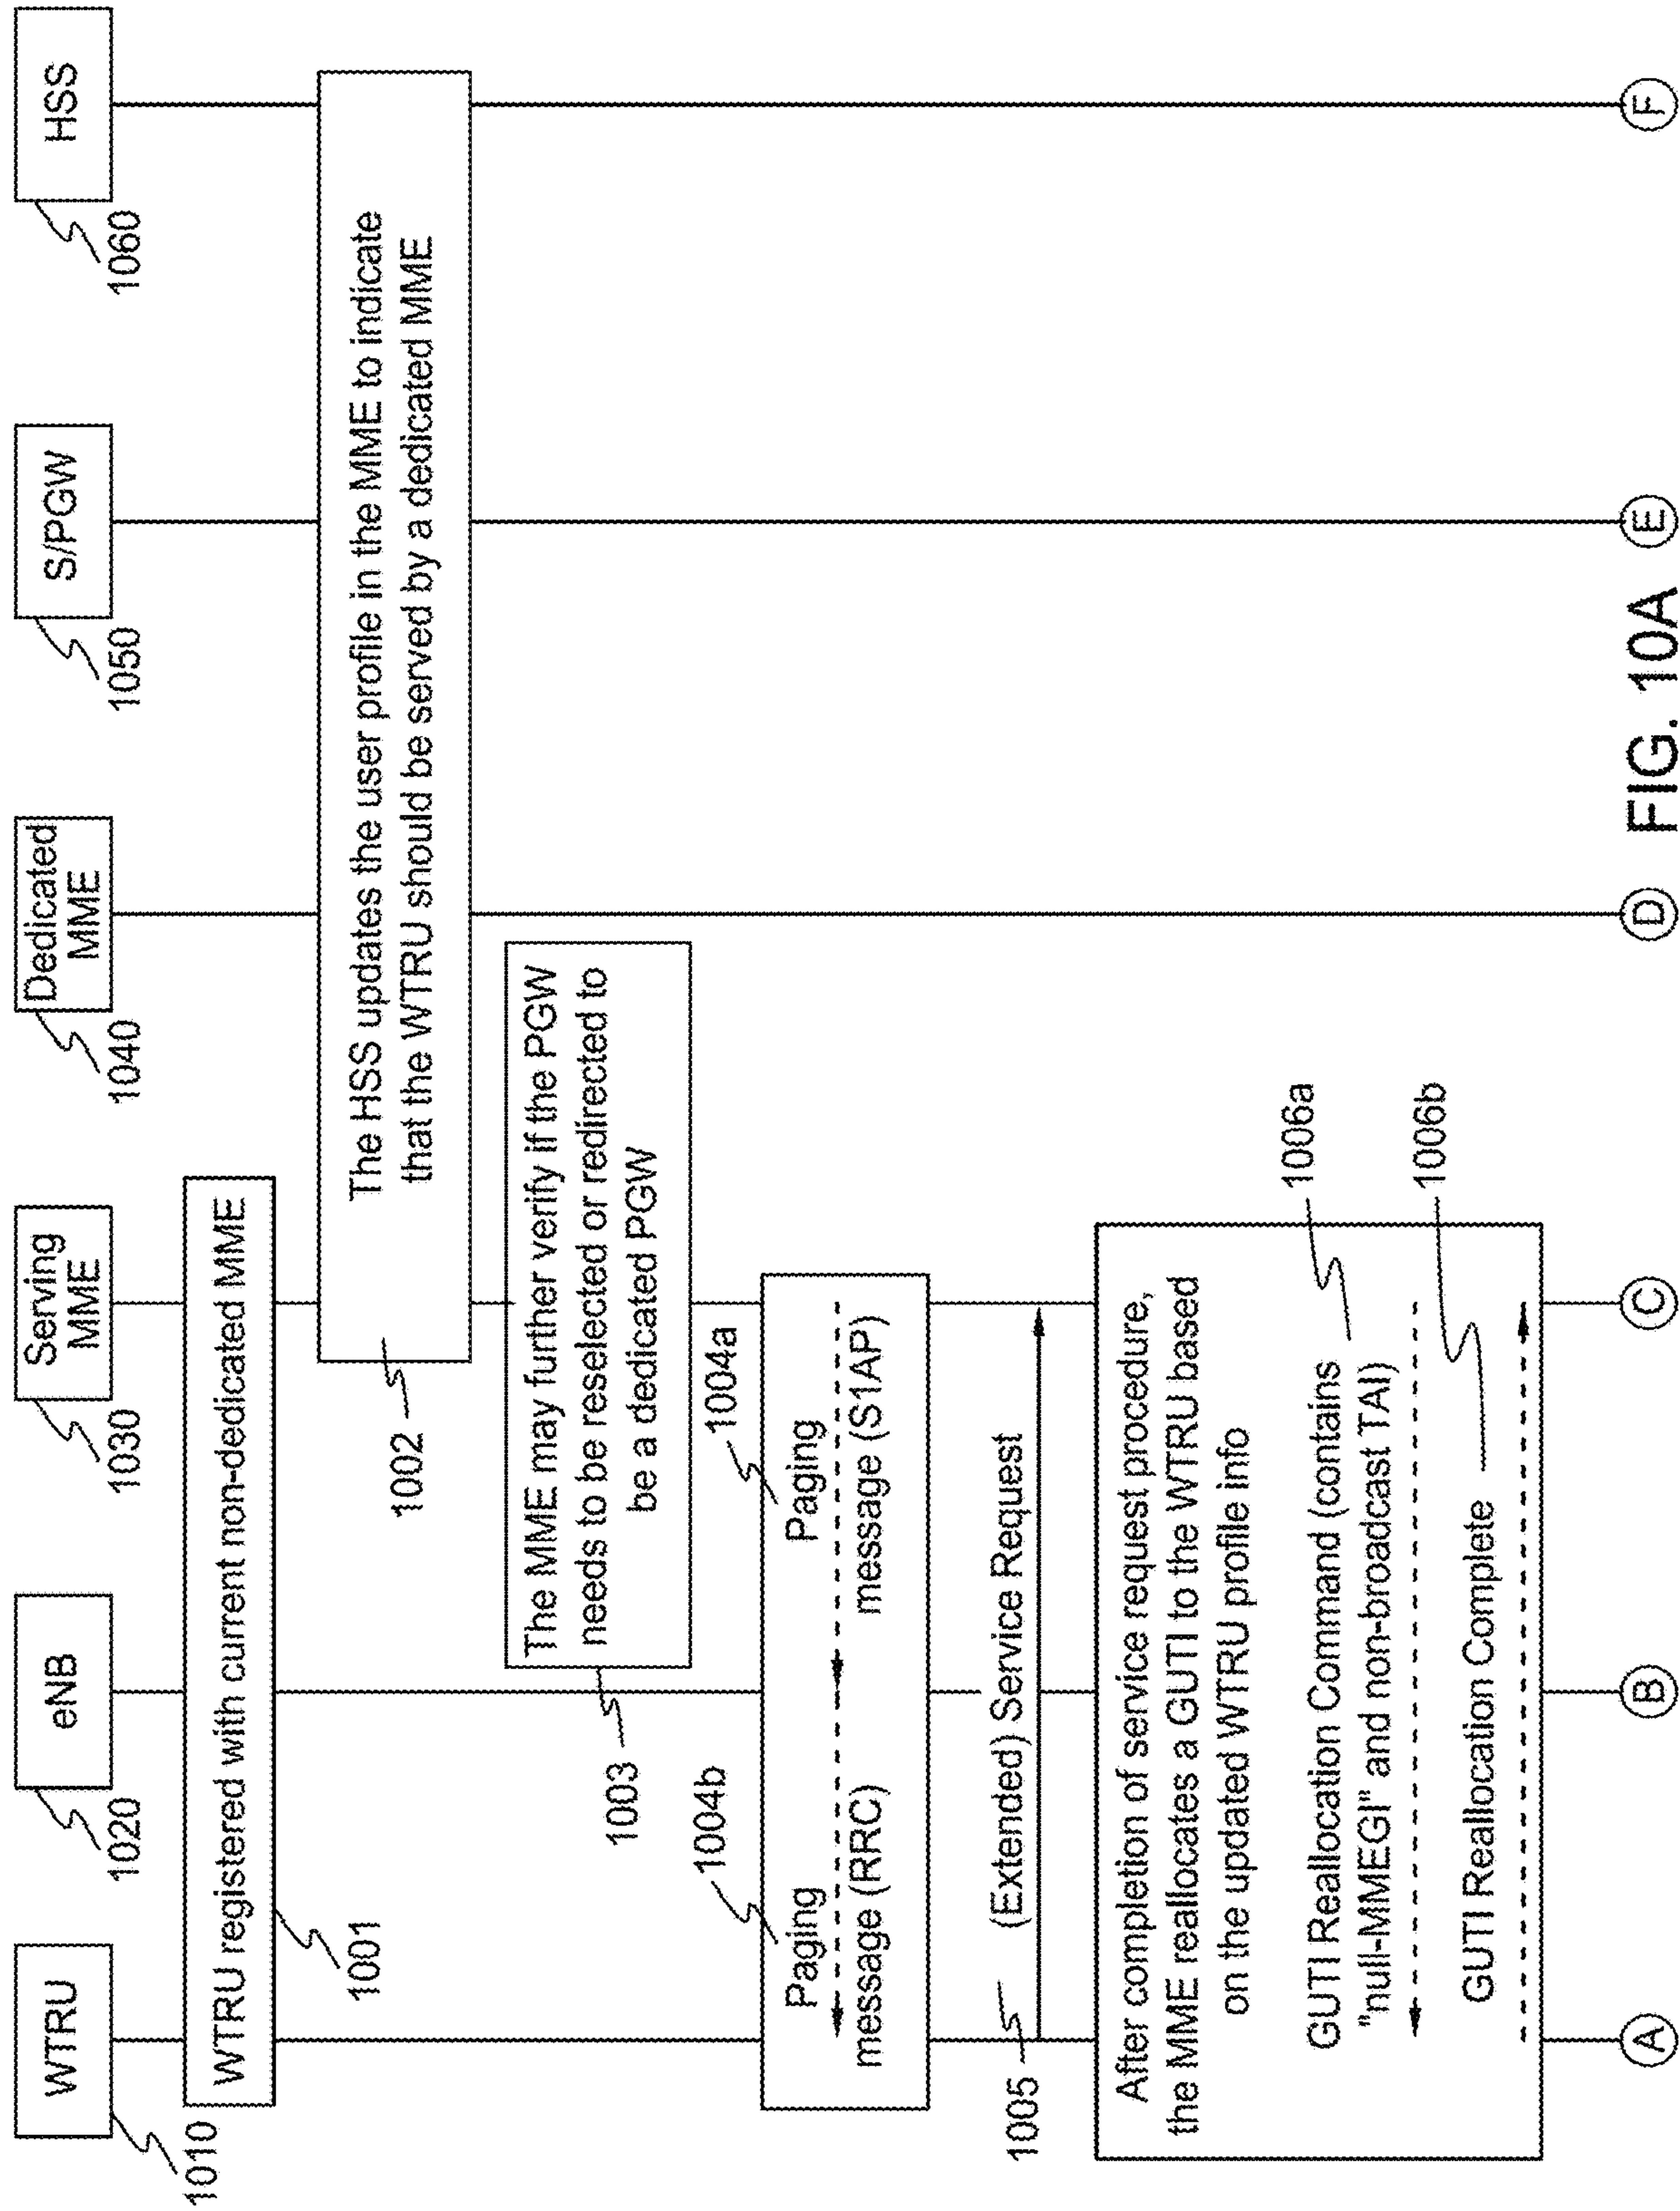 WTRU
eNB
Serving
MME
Dedicated
MME
S/PGW
HSS
1010
1020
1030
1040
1050
1060
WTRU registered with current non-dedicated MME
1001
The HSS updates the user profile in the MME to indicate
that the WTRU should be served by a dedicated MME
1002
The MME may further verify if the PGW
needs to be reselected or redirected to
be a dedicated PGW
1003
1004b
1004a
Paging
message (RRC)
Paging
message (S1AP)
(Extended) Service Request
1005
After completion of service request procedure,
the MME reallocates a GUTI to the WTRU based
on the updated WTRU profile info
GUTI Reallocation Command (contains
"null-MMEGI" and non-broadcast TAI)
1006a
GUTI Reallocation Complete
1006b
A
B
C
D
E
F
FIG. 10A